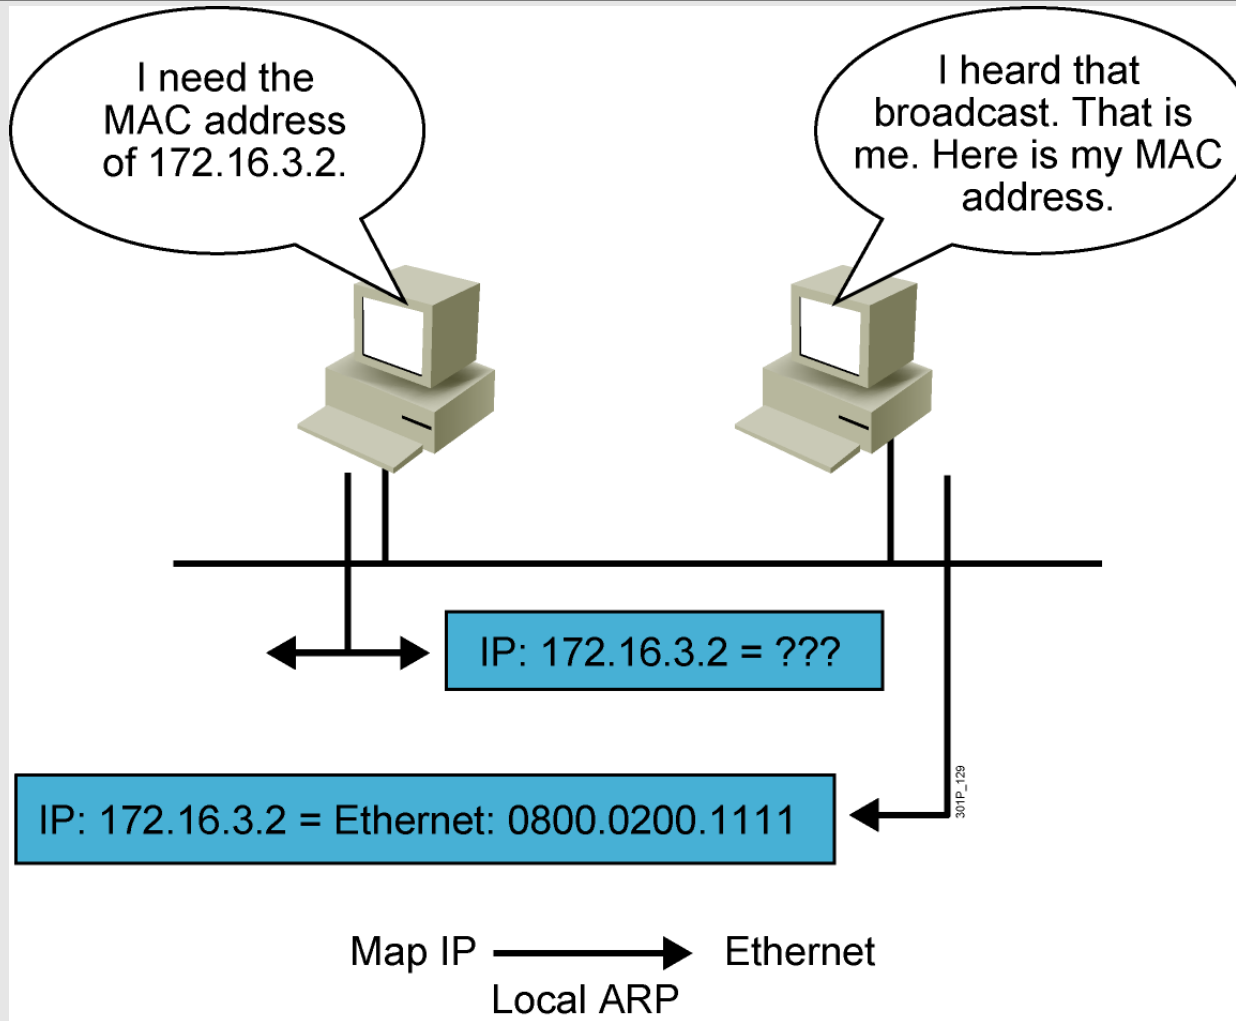 I need the
MAC address
of 172.16.3.2.
I heard that
broadcast. That is
me. Here is my MAC
address.
IP: 172.16.3.2 = ???
301P_129
IP: 172.16.3.2 = Ethernet: 0800.0200.1111
Map IP Ethernet
Local ARP